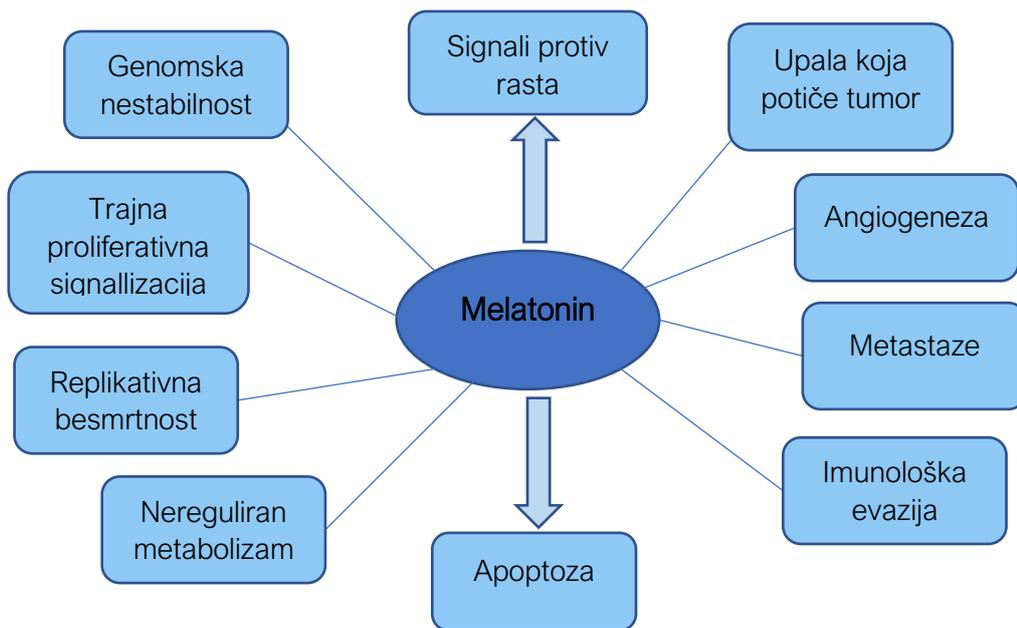 Signali protiv
rasta
Genomska
nestabilnost
Upala koja
potiče tumor
Trajna
proliferativna
signallizacija
Angiogeneza
Melatonin
Metastaze
Replikativna
besmrtnost
Imunološka
evazija
Nereguliran
metabolizam
Apoptoza